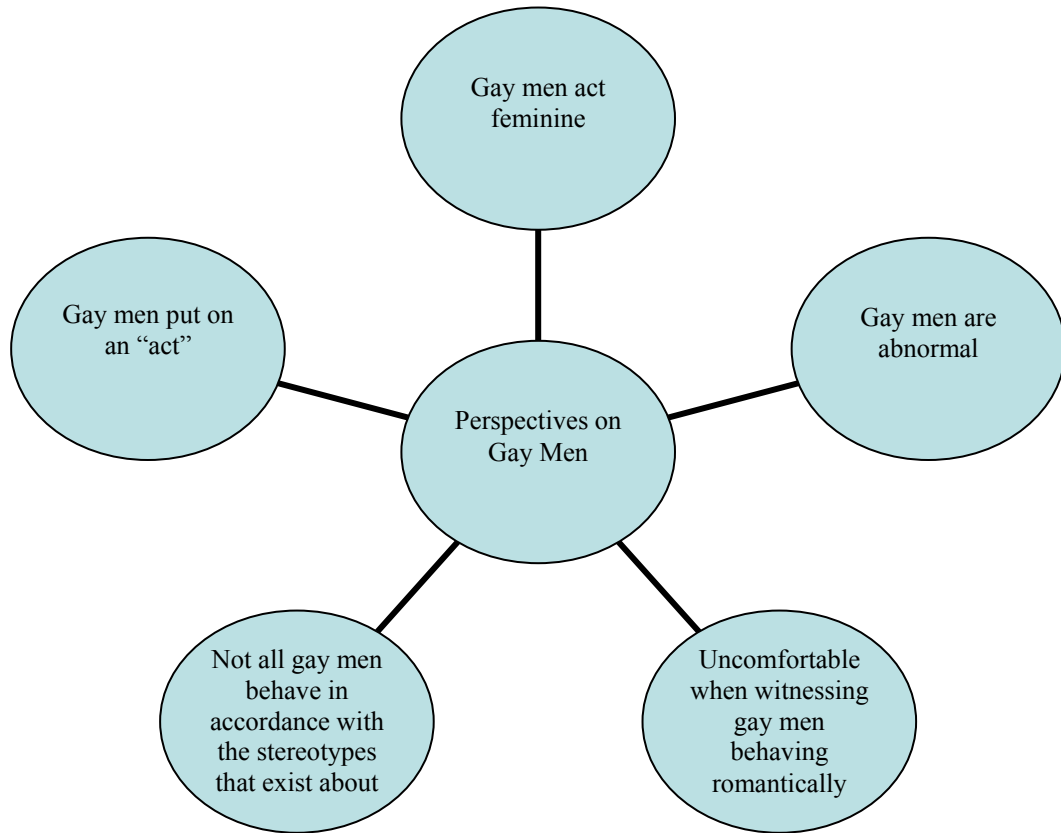 Gay men act
feminine
Gay men put on
an “act”
Gay men are
abnormal
Perspectives on
Gay Men
Not all gay men
behave in
accordance with
the stereotypes
that exist about
Uncomfortable
when witnessing
gay men
behaving
romantically